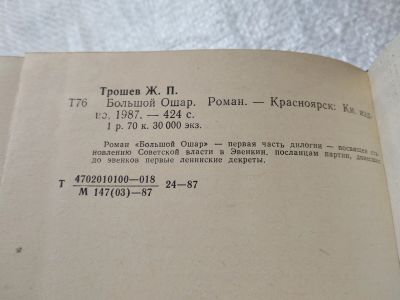 Трошев Ж. П.
Т76 Большой Ошар. Роман. — Красноярск: Кн. изд-
во, 1987. — 424 с.
1 р. 70 к. 30 000 экз.
Роман «Большой Ошар» — первая часть дилогии — посвящен ста-
новлению Советской власти в Эвенкии, посланцам партии, донесшим
до эвенков первые ленинские декреты.
Т 4702010100—018 24—87
М 147(03)—87